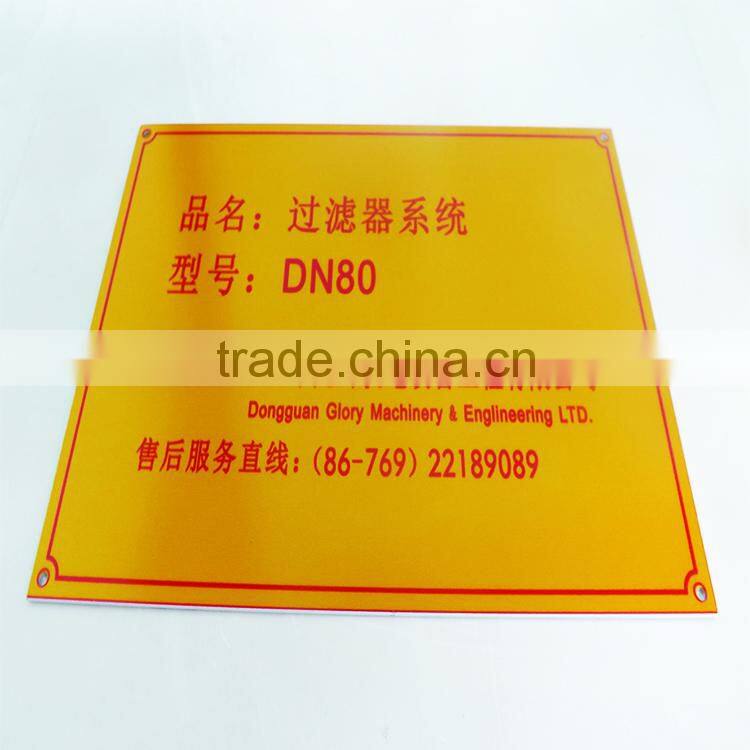 品名：过滤器系统
型号：DN80
trade.china.cn
Dongguan Glory Machinery & Englineering LTD.
售后服务直线：(86-769) 22189089